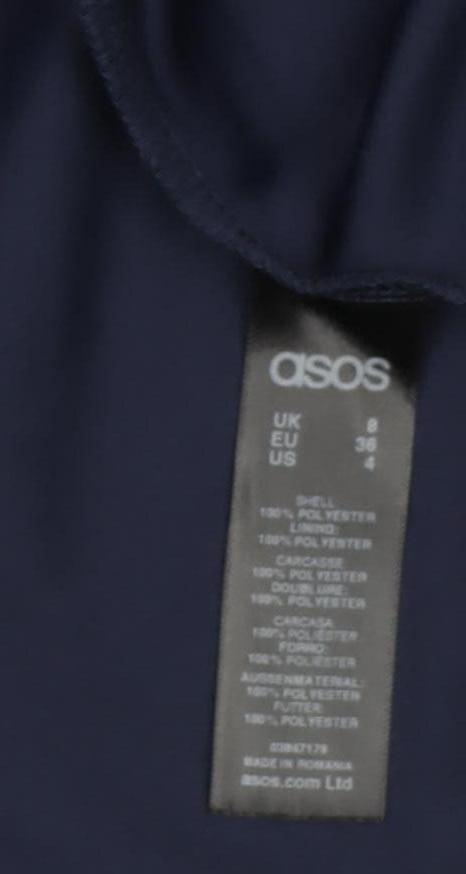 asos
UK 8
EU 36
US 4
SHELL:
100% POLYESTER
LINING:
100% POLYESTER
CARCASSE:
100% POLYESTER
DOUBLURE:
100% POLYESTER
CARCASA:
100% POLIÉSTER
FORRO:
100% POLIÉSTER
AUSSENMATERIAL:
100% POLYESTER
FUTTER:
100% POLYESTER
MADE IN ROMANIA
asos.com Ltd